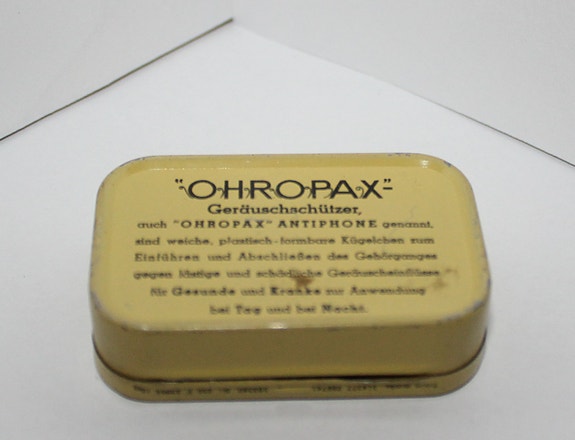 "OHROPAX"
Geräuschschützer,
auch "OHROPAX" ANTIPHONE genannt,
sind weiche, plastisch-formbare Kügelchen zum
Einführen und Abschließen des Gehörganges
gegen lästige und schädliche Geräuscheinflüsse
für Gesunde und Kranke zur Anwendung
bei Tag und bei Nacht.